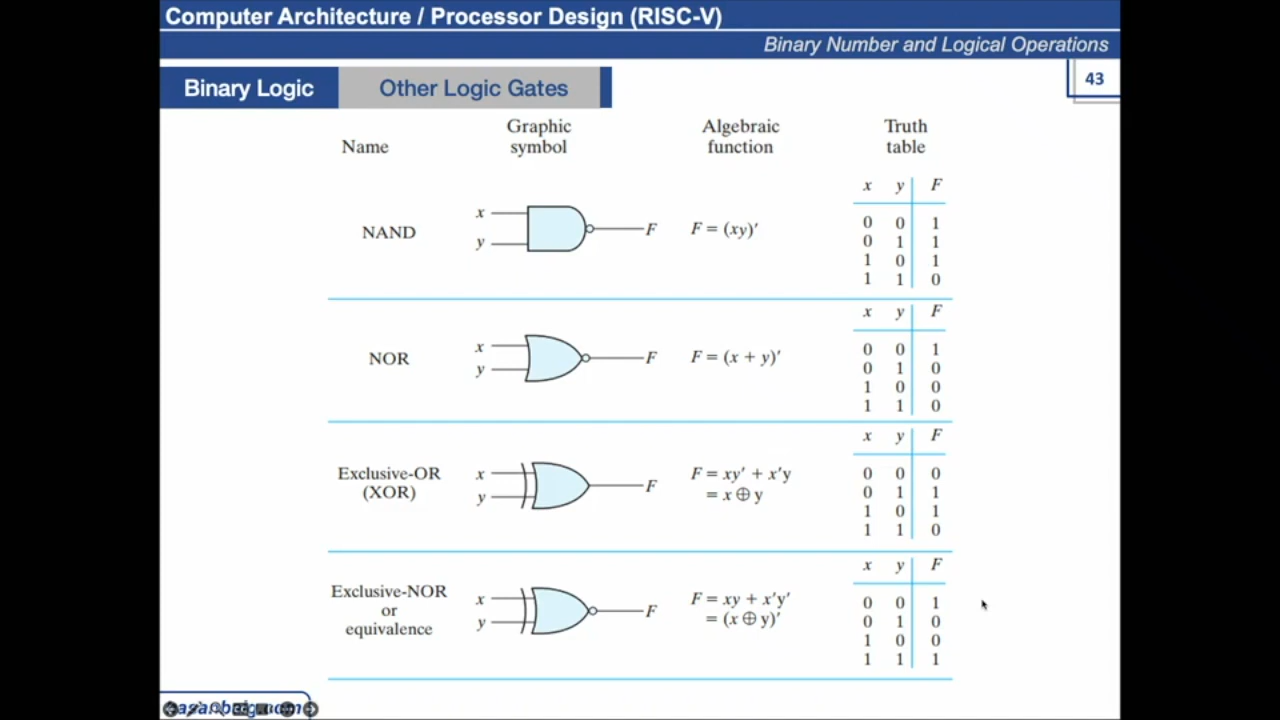 Computer Architecture / Processor Design (RISC-V)
Binary Number and Logical Operations
Binary Logic
Other Logic Gates
43
Name
Graphic symbol
Algebraic function
Truth table
NAND
x
y
F
F = (xy)′
x y F
0 0 1
0 1 1
1 0 1
1 1 0
NOR
x
y
F
F = (x + y)′
x y F
0 0 1
0 1 0
1 0 0
1 1 0
Exclusive-OR
(XOR)
x
y
F
F = xy′ + x′y
= x ⊕ y
x y F
0 0 0
0 1 1
1 0 1
1 1 0
Exclusive-NOR
or
equivalence
x
y
F
F = xy + x′y′
= (x ⊕ y)′
x y F
0 0 1
0 1 0
1 0 0
1 1 1